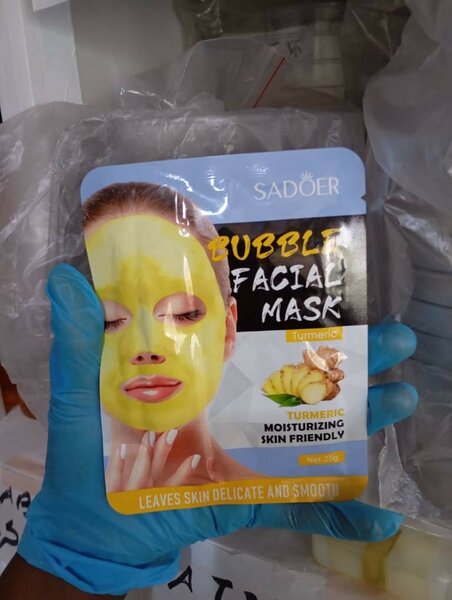 SADOER
BUBBLE
FACIAL
MASK
Turmeric
TURMERIC
MOISTURIZING
SKIN FRIENDLY
Net:25g
LEAVES SKIN DELICATE AND SMOOTH